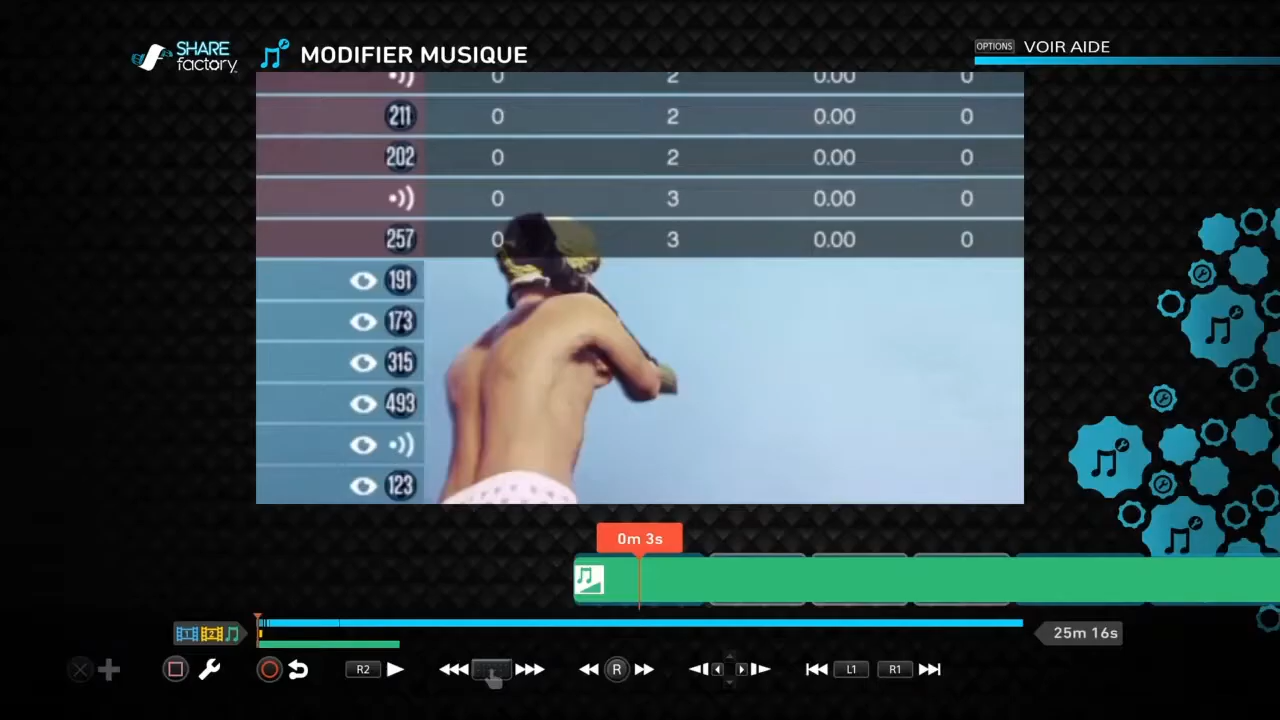 SHARE
factory
MODIFIER MUSIQUE
OPTIONS VOIR AIDE
0 2 0.00 0
211 0 2 0.00 0
202 0 2 0.00 0
0 3 0.00 0
257 0 3 0.00 0
191
173
315
493
123
0m 3s
1 2
25m 16s
R2
R
L1 R1